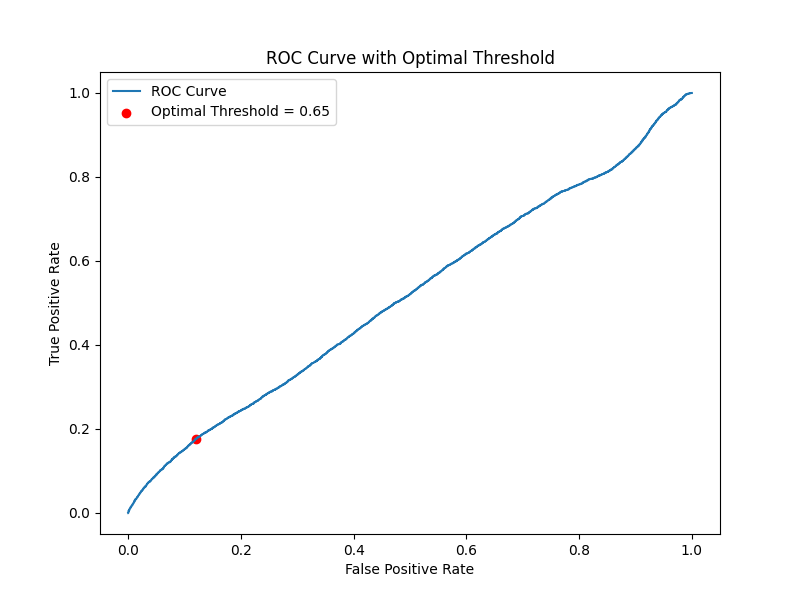 ROC Curve with Optimal Threshold
ROC Curve
Optimal Threshold = 0.65
1.0
0.8
0.6
0.4
0.2
0.0
True Positive Rate
0.0 0.2 0.4 0.6 0.8 1.0
False Positive Rate